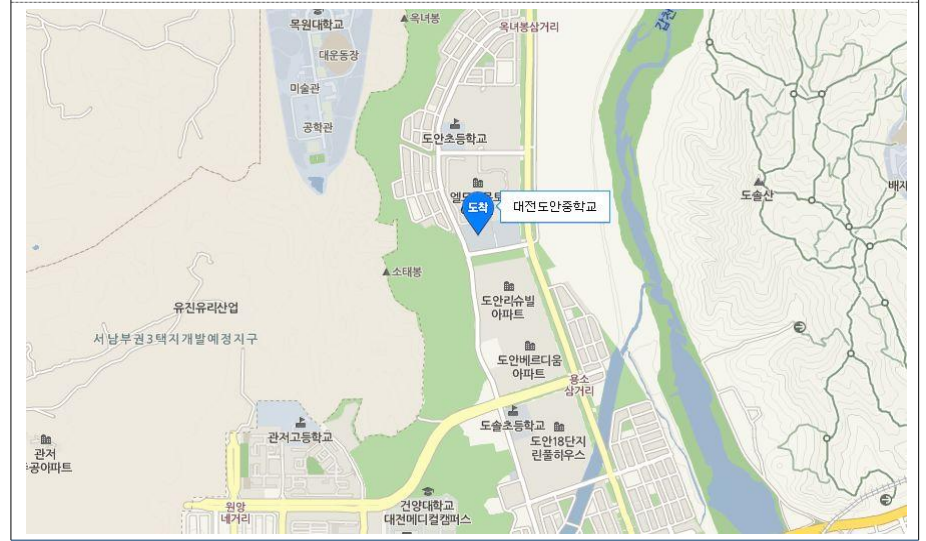 목원대학교
▲옥녀봉
옥녀봉삼거리
갑천
대운동장
미술관
공학관
도안초등학교
도착
대전도안중학교
도솔산
▲소태봉
도안리슈빌
아파트
유진유리산업
서남부권3택지개발예정지구
도안베르디움
아파트
용소
삼거리
도솔초등학교
도안18단지
린풀하우스
관저고등학교
관저
공아파트
원앙
네거리
건양대학교
대전메디컬캠퍼스